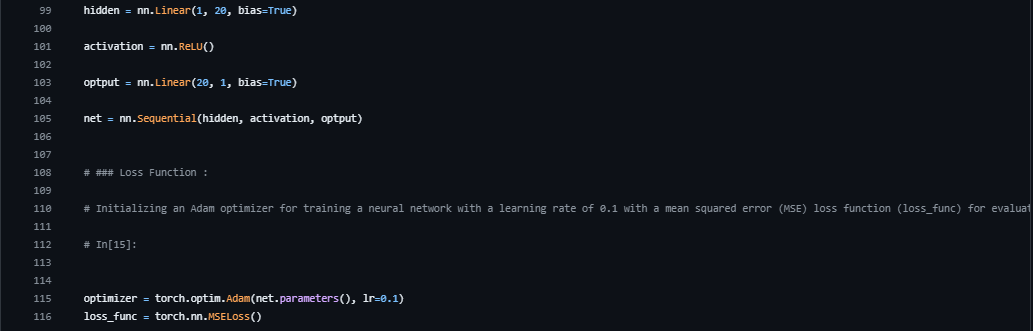 99 hidden = nn.Linear(1, 20, bias=True)
100
101 activation = nn.ReLU()
102
103 optput = nn.Linear(20, 1, bias=True)
104
105 net = nn.Sequential(hidden, activation, optput)
106
107
108 # ### Loss Function :
109
110 # Initializing an Adam optimizer for training a neural network with a learning rate of 0.1 with a mean squared error (MSE) loss function (loss_func) for evaluat
111
112 # In[15]:
113
114
115 optimizer = torch.optim.Adam(net.parameters(), lr=0.1)
116 loss_func = torch.nn.MSELoss()